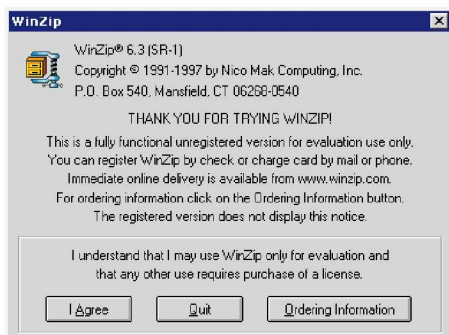 WinZip
WinZip® 6.3 (SR-1)
Copyright © 1991-1997 by Nico Mak Computing, Inc.
P.O. Box 540, Mansfield, CT 06268-0540
THANK YOU FOR TRYING WINZIP!
This is a fully functional unregistered version for evaluation use only.
You can register WinZip by check or charge card by mail or phone.
Immediate online delivery is available from www.winzip.com.
For ordering information click on the Ordering Information button.
The registered version does not display this notice.
I understand that I may use WinZip only for evaluation and
that any other use requires purchase of a license.
I Agree Quit Ordering Information